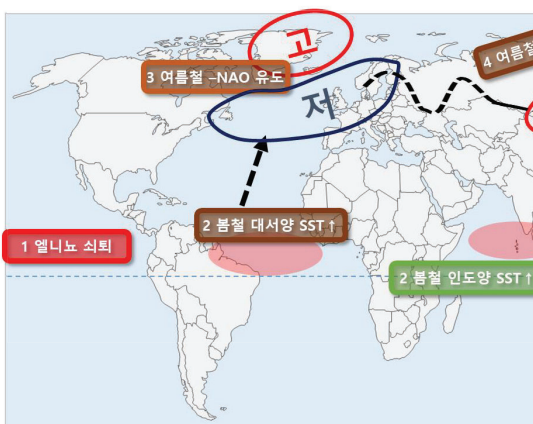 고
3 여름철 –NAO 유도
4 여름철
저
2 봄철 대서양 SST↑
1 엘니뇨 쇠퇴
2 봄철 인도양 SST↑